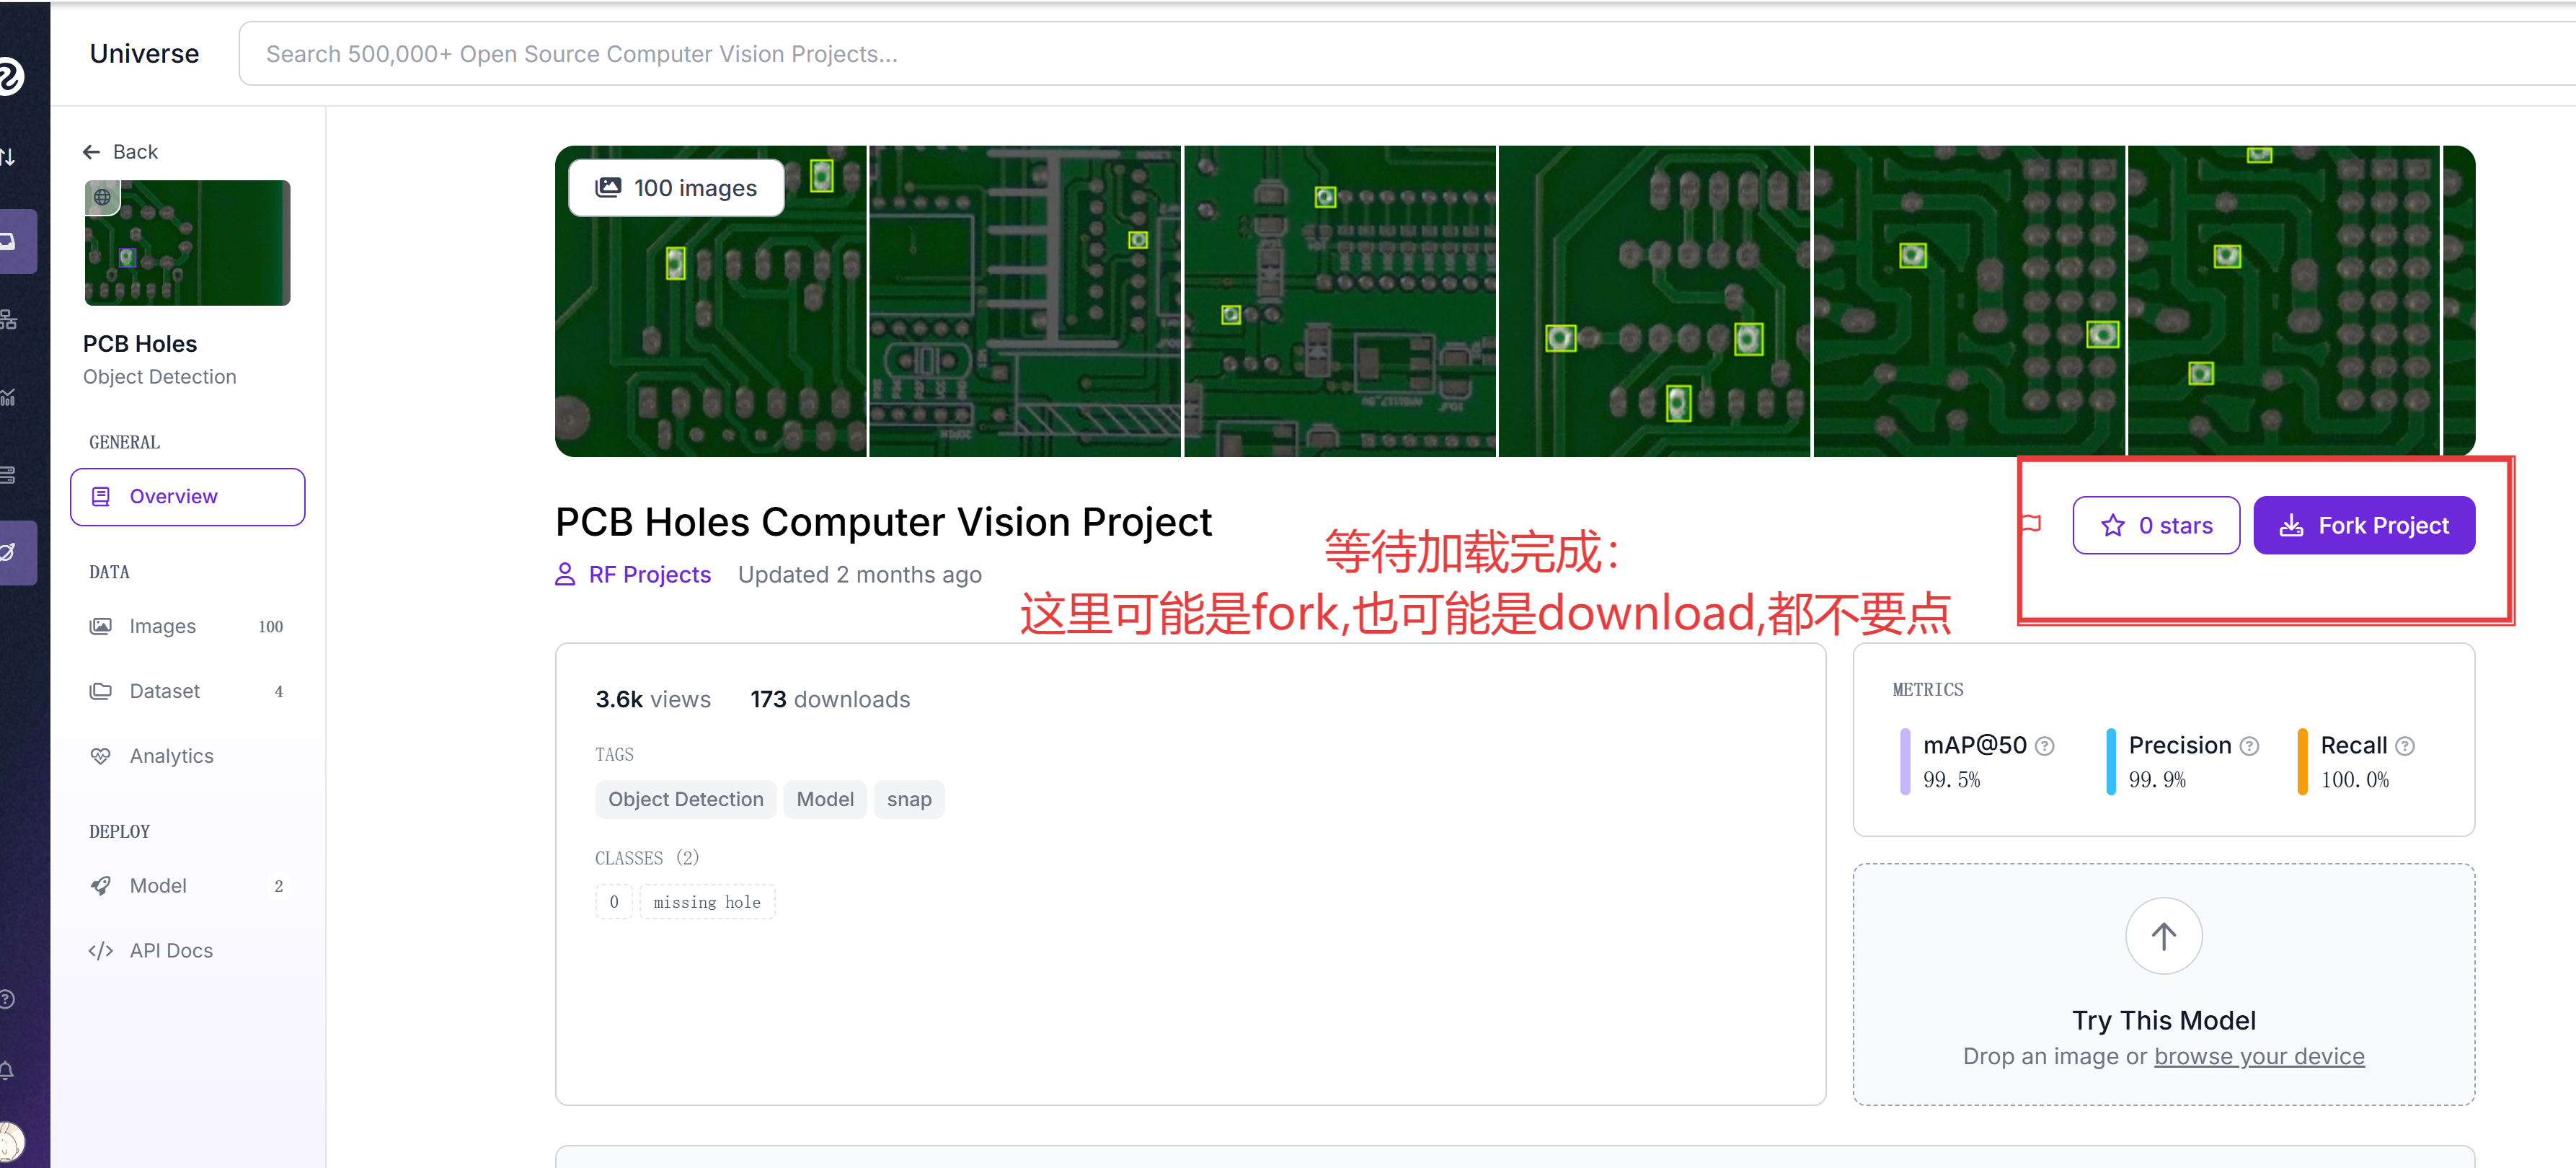 Universe
Search 500,000+ Open Source Computer Vision Projects...
Back
PCB Holes
Object Detection
GENERAL
Overview
DATA
Images 100
Dataset 4
Analytics
DEPLOY
Model 2
API Docs
100 images
PCB Holes Computer Vision Project
RF Projects Updated 2 months ago
等待加载完成：
这里可能是fork,也可能是download,都不要点
0 stars
Fork Project
3.6k views 173 downloads
TAGS
Object Detection Model snap
CLASSES (2)
0 missing hole
METRICS
mAP@50 Precision Recall
99.5% 99.9% 100.0%
Try This Model
Drop an image or browse your device